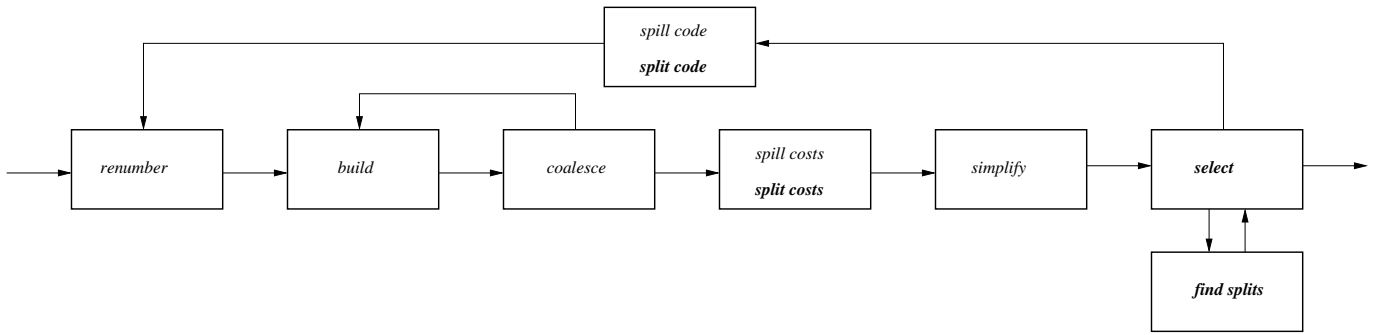 spill code
split code
renumber
build
coalesce
spill costs
split costs
simplify
select
find splits